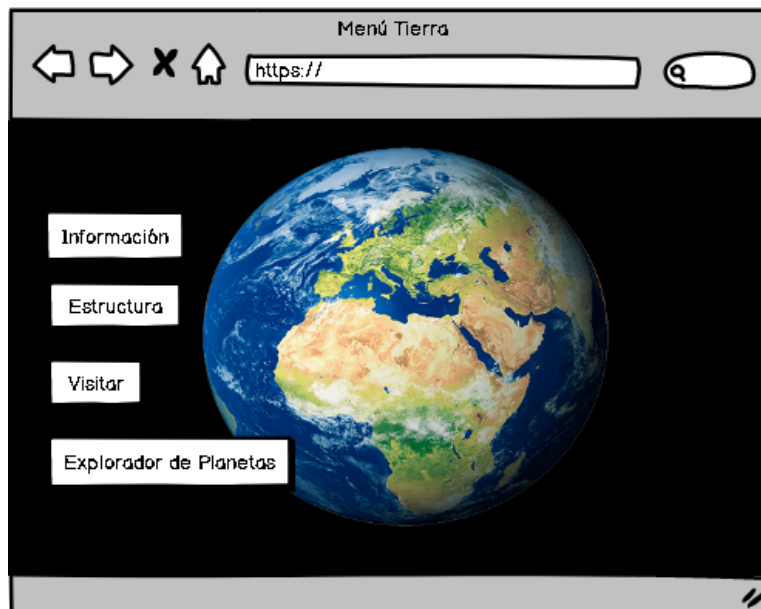 Menú Tierra
https://
Información
Estructura
Visitar
Explorador de Planetas